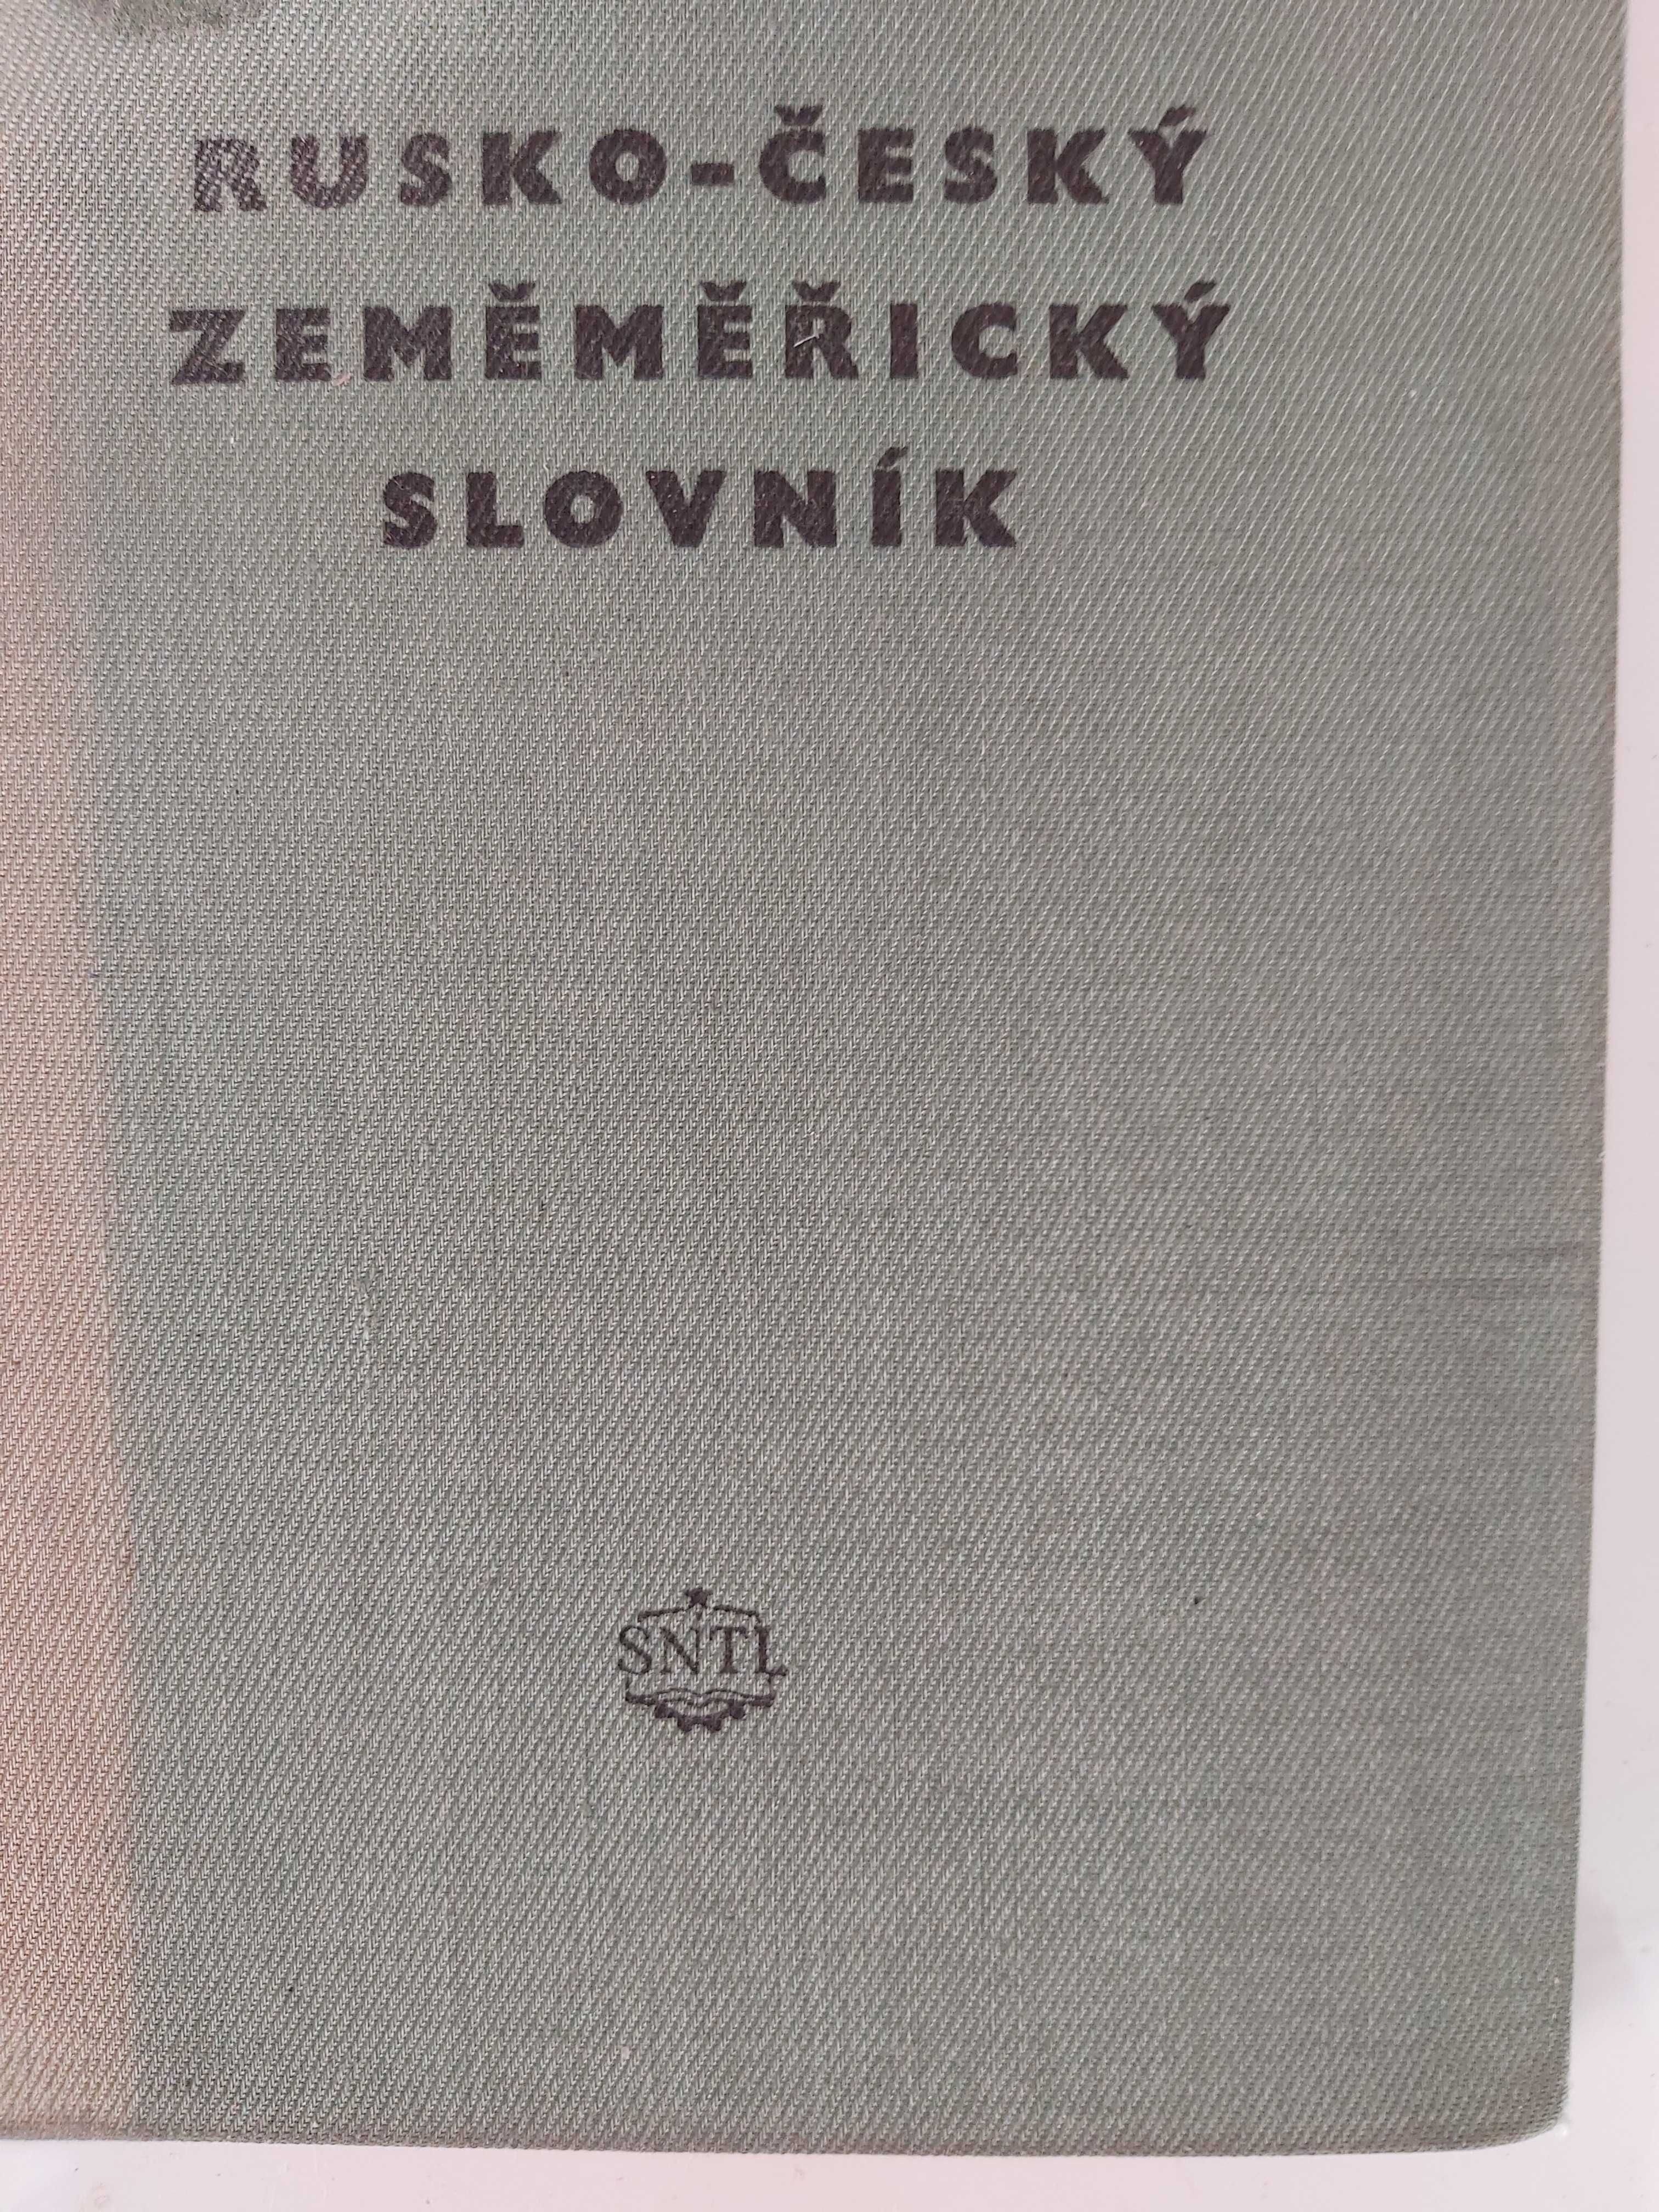 RUSKO-ČESKÝ
ZEMĚMĚŘICKÝ
SLOVNÍK
SNTL